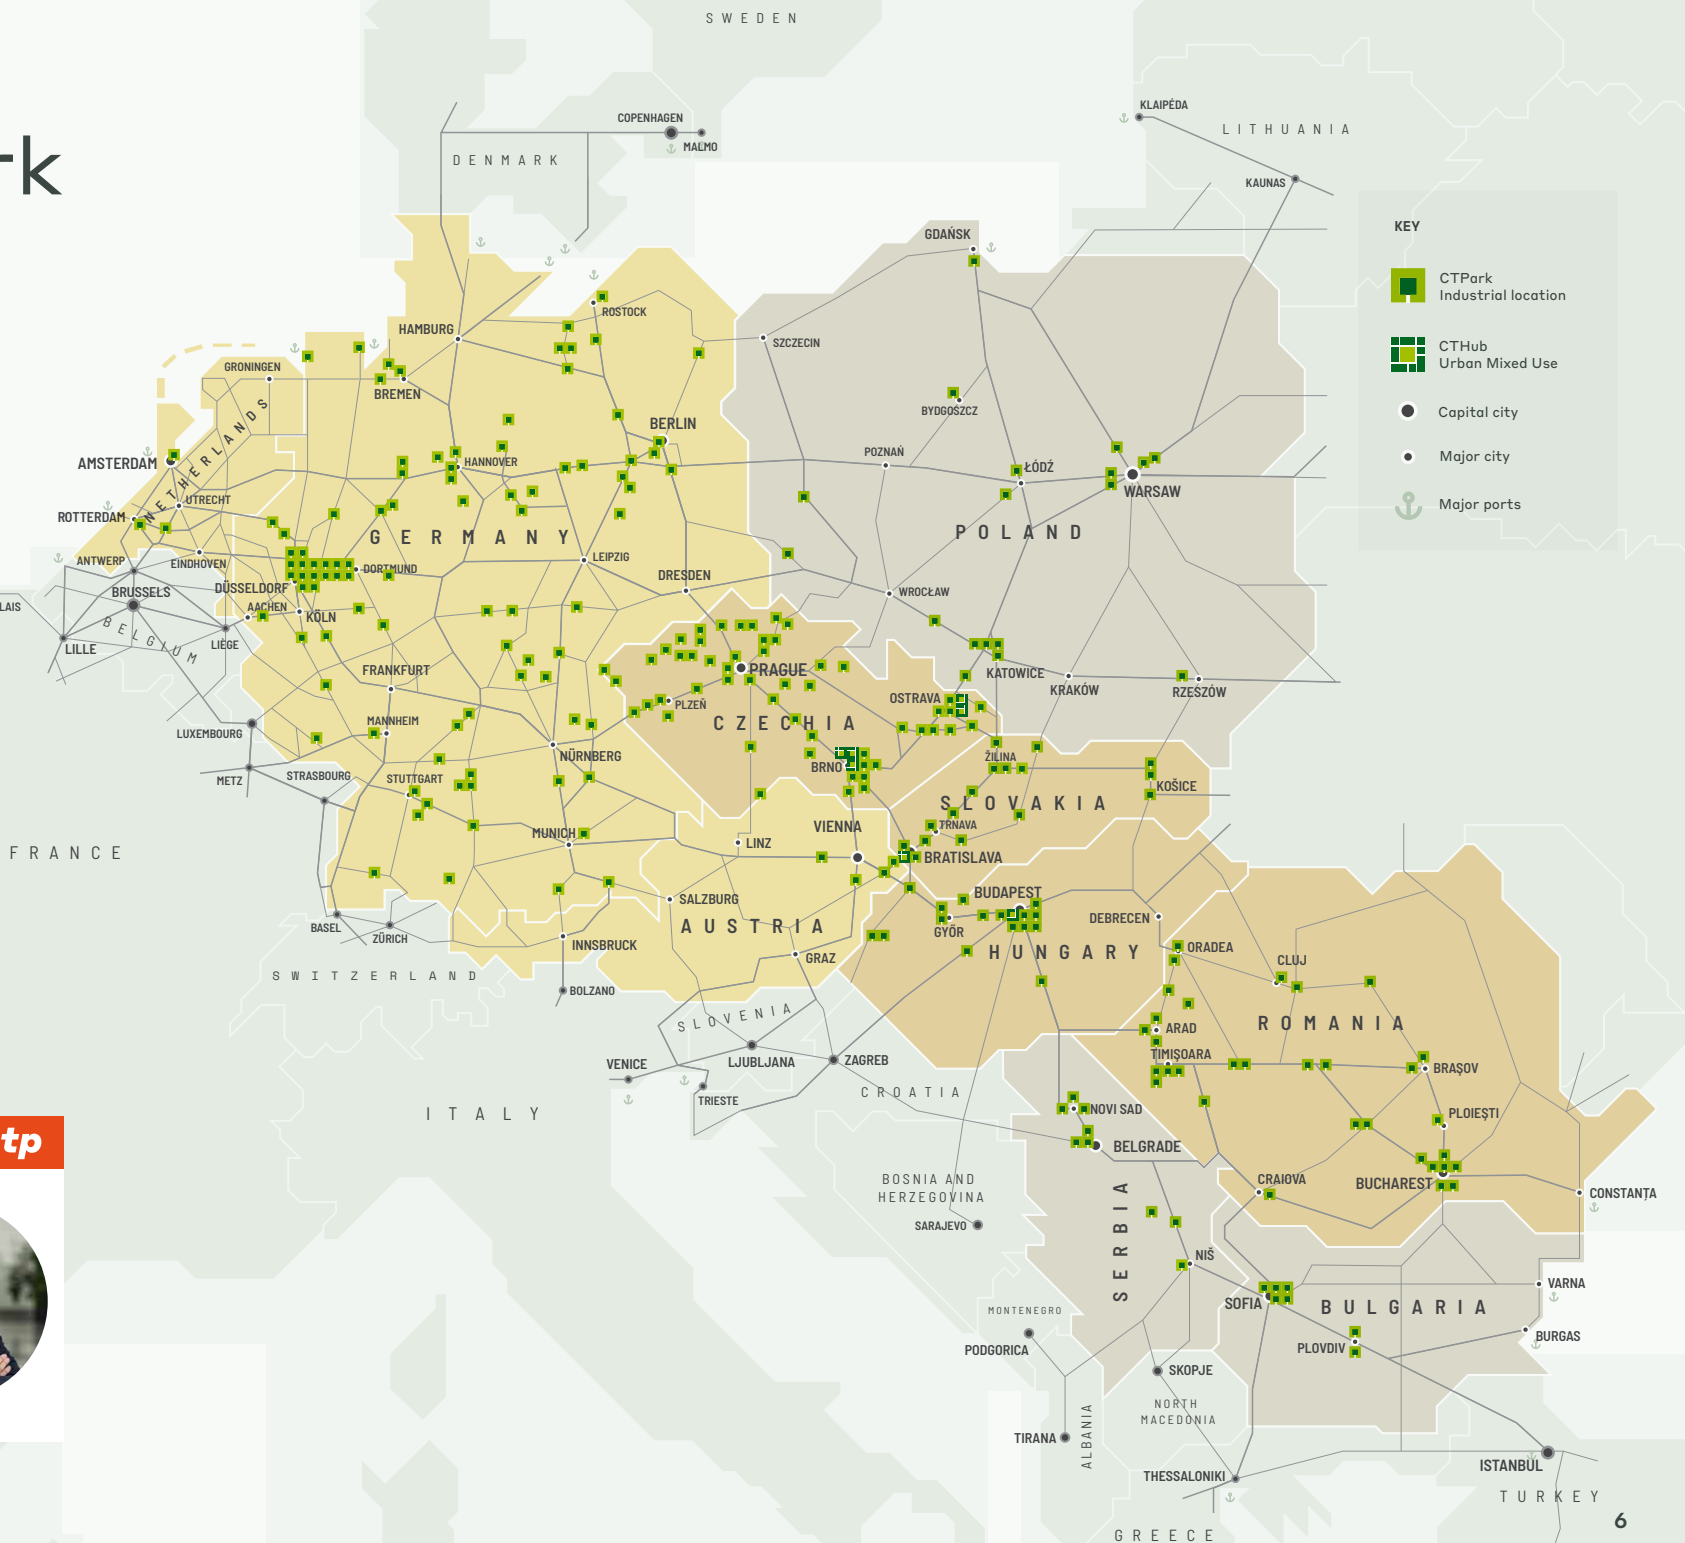 SWEDEN
KLAIPĖDA
LITHUANIA
COPENHAGEN
MALMO
DENMARK
KAUNAS
rk
KEY
CTPark
Industrial location
CTHub
Urban Mixed Use
Capital city
Major city
Major ports
GDAŃSK
ROSTOCK
HAMBURG
SZCZECIN
GRONINGEN
BREMEN
BYDGOSZCZ
BERLIN
NETHERLANDS
AMSTERDAM
HANNOVER
POZNAŃ
ŁÓDŹ
WARSAW
UTRECHT
ROTTERDAM
GERMANY
POLAND
ANTWERP
EINDHOVEN
DORTMUND
LEIPZIG
DRESDEN
BRUSSELS
DÜSSELDORF
WROCŁAW
LAIS
AACHEN
KÖLN
BELGIUM
LILLE
LIÈGE
FRANKFURT
PRAGUE
KATOWICE
KRAKÓW
RZESZÓW
OSTRAVA
PLZEŇ
CZECHIA
LUXEMBOURG
MANNHEIM
NÜRNBERG
BRNO
ŽILINA
METZ
STRASBOURG
STUTTGART
KOŠICE
SLOVAKIA
TRNAVA
VIENNA
MUNICH
LINZ
BRATISLAVA
FRANCE
SALZBURG
BUDAPEST
DEBRECEN
AUSTRIA
GYŐR
BASEL
ZÜRICH
INNSBRUCK
GRAZ
HUNGARY
ORADEA
CLUJ
SWITZERLAND
BOLZANO
SLOVENIA
ROMANIA
ARAD
TIMIȘOARA
VENICE
LJUBLJANA
ZAGREB
BRAȘOV
CROATIA
TRIESTE
ITALY
NOVI SAD
PLOIEȘTI
tp
BELGRADE
BOSNIA AND
HERZEGOVINA
CRAIOVA
BUCHAREST
CONSTANȚA
SARAJEVO
SERBIA
NIŠ
VARNA
SOFIA
BULGARIA
MONTENEGRO
PODGORICA
PLOVDIV
BURGAS
SKOPJE
NORTH
MACEDONIA
TIRANA
ALBANIA
THESSALONIKI
ISTANBUL
TURKEY
GREECE
6